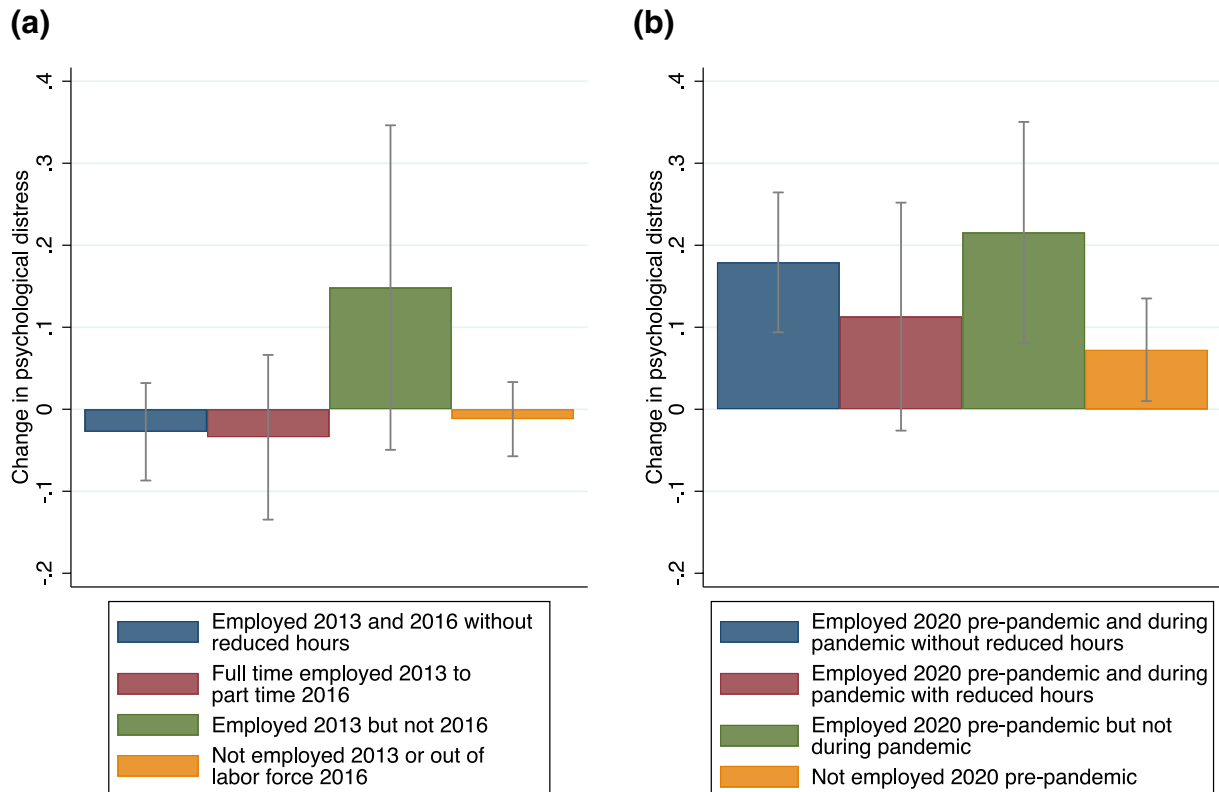 (a)
Change in psychological distress
.4
.3
.2
.1
0
-.1
-.2
Employed 2013 and 2016 without
reduced hours
Full time employed 2013 to
part time 2016
Employed 2013 but not 2016
Not employed 2013 or out of
labor force 2016
(b)
Change in psychological distress
.4
.3
.2
.1
0
-.1
-.2
Employed 2020 pre-pandemic and during
pandemic without reduced hours
Employed 2020 pre-pandemic and during
pandemic with reduced hours
Employed 2020 pre-pandemic but not
during pandemic
Not employed 2020 pre-pandemic